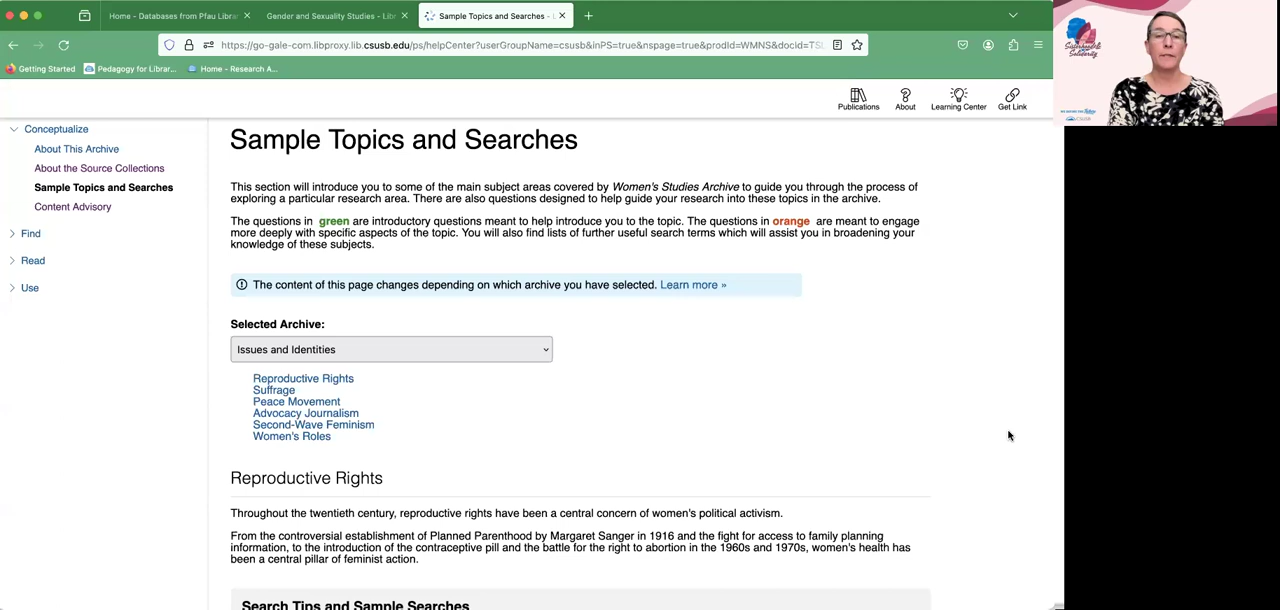 Home - Databases from Pfau Libra
Gender and Sexuality Studies - Lib
Sample Topics and Searches - L
https://go-gale-com.libproxy.lib.csusb.edu/ps/helpCenter?userGroupName=csusb&inPS=true&nspage=true&prodId=WMNS&docid=TS
Getting Started
Pedagogy for Librar...
Home - Research A...
Sisterhood &
Solidarity
CSUSB
Publications
About
Learning Center
Get Link
Conceptualize
About This Archive
About the Source Collections
Sample Topics and Searches
Content Advisory
Find
Read
Use
Sample Topics and Searches
This section will introduce you to some of the main subject areas covered by Women's Studies Archive to guide you through the process of
exploring a particular research area. There are also questions designed to help guide your research into these topics in the archive.
The questions in green are introductory questions meant to help introduce you to the topic. The questions in orange are meant to engage
more deeply with specific aspects of the topic. You will also find lists of further useful search terms which will assist you in broadening your
knowledge of these subjects.
The content of this page changes depending on which archive you have selected. Learn more »
Selected Archive:
Issues and Identities
Reproductive Rights
Suffrage
Peace Movement
Advocacy Journalism
Second-Wave Feminism
Women's Roles
Reproductive Rights
Throughout the twentieth century, reproductive rights have been a central concern of women's political activism.
From the controversial establishment of Planned Parenthood by Margaret Sanger in 1916 and the fight for access to family planning
information, to the introduction of the contraceptive pill and the battle for the right to abortion in the 1960s and 1970s, women's health has
been a central pillar of feminist action.
Search Tips and Sample Searches